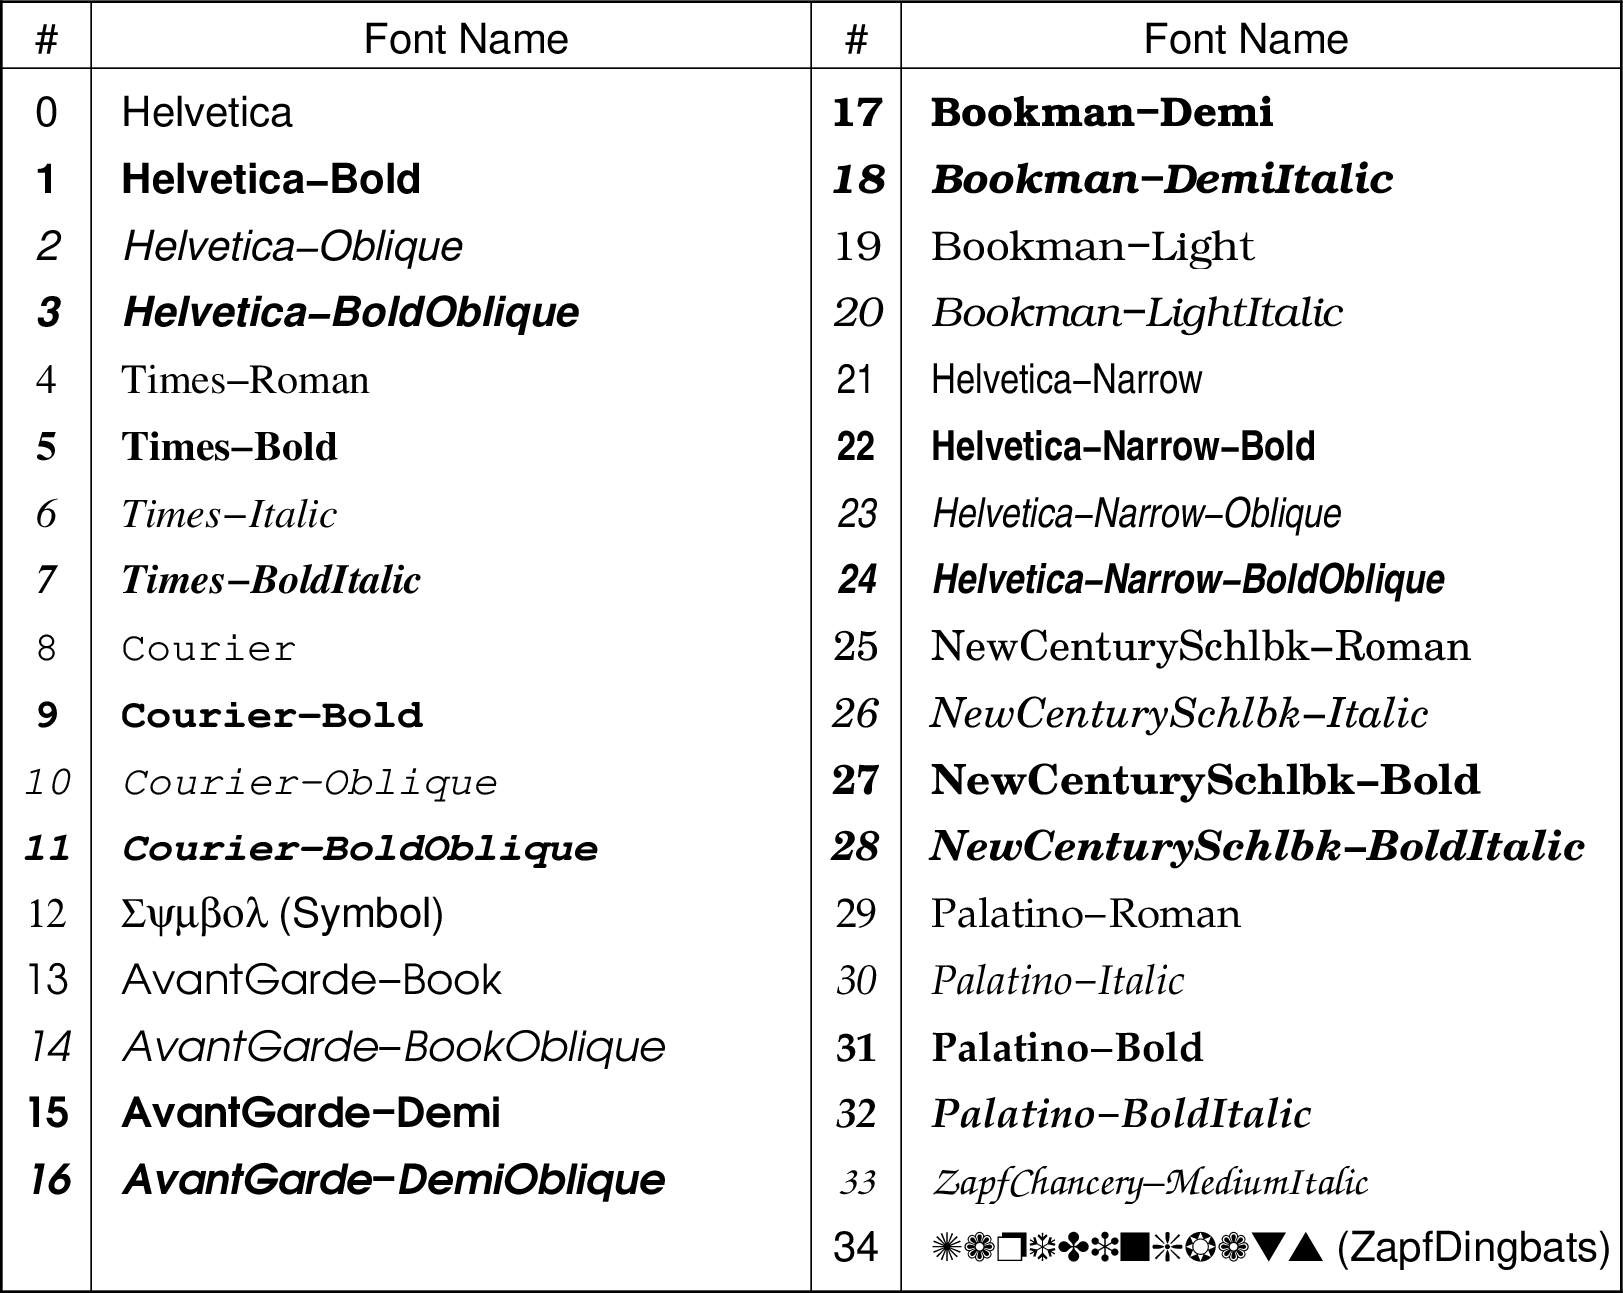 # Font Name # Font Name
0 Helvetica 17 Bookman–Demi
1 Helvetica–Bold 18 Bookman–DemiItalic
2 Helvetica–Oblique 19 Bookman–Light
3 Helvetica–BoldOblique 20 Bookman–LightItalic
4 Times–Roman 21 Helvetica–Narrow
5 Times–Bold 22 Helvetica–Narrow–Bold
6 Times–Italic 23 Helvetica–Narrow–Oblique
7 Times–BoldItalic 24 Helvetica–Narrow–BoldOblique
8 Courier 25 NewCenturySchlbk–Roman
9 Courier–Bold 26 NewCenturySchlbk–Italic
10 Courier–Oblique 27 NewCenturySchlbk–Bold
11 Courier–BoldOblique 28 NewCenturySchlbk–BoldItalic
12 Σψμβολ (Symbol) 29 Palatino–Roman
13 AvantGarde–Book 30 Palatino–Italic
14 AvantGarde–BookOblique 31 Palatino–Bold
15 AvantGarde–Demi 32 Palatino–BoldItalic
16 AvantGarde–DemiOblique 33 ZapfChancery–MediumItalic
34 ✺❁❐❆✤❉■❇❂❁▼▲ (ZapfDingbats)